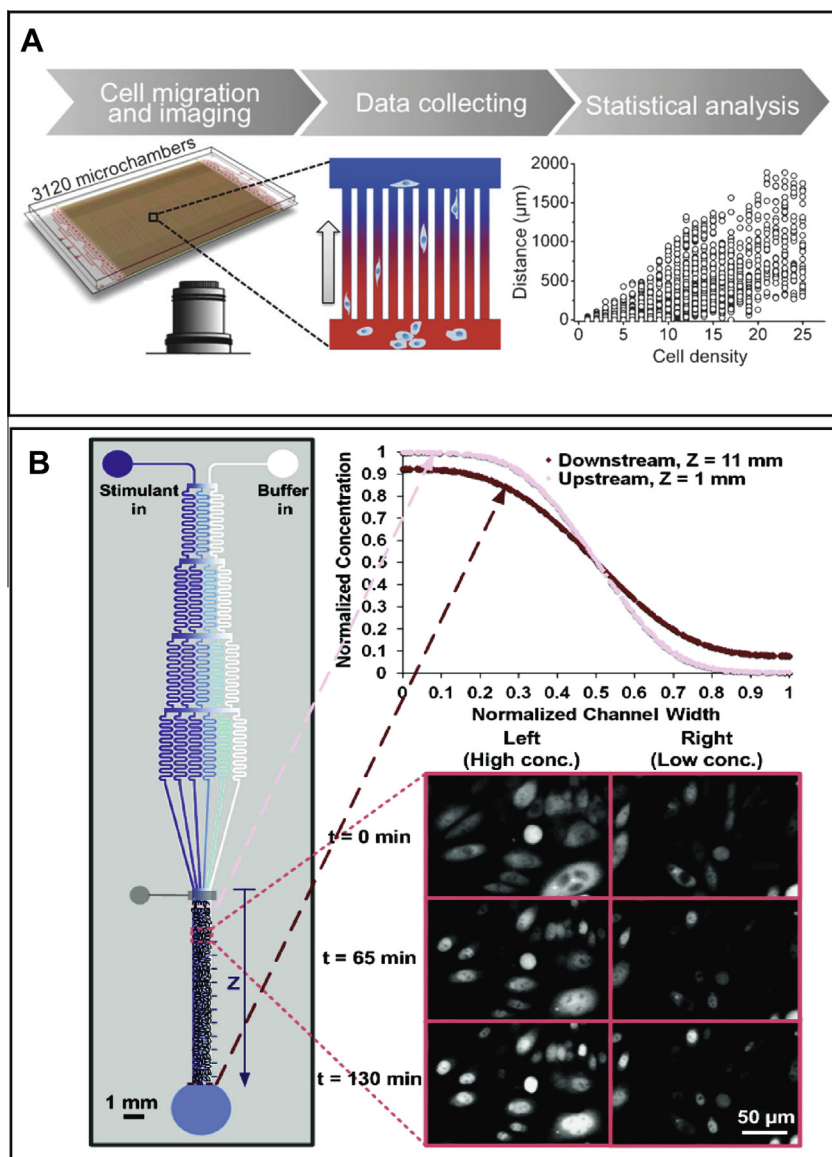 A
Cell migration
and imaging
Data collecting
Statistical analysis
3120 microchambers
Distance (µm)
2000
1500
1000
500
0
0 5 10 15 20 25
Cell density
B
Stimulant
in
Buffer
in
Z
1 mm
Normalized Concentration
1
0.9
0.8
0.7
0.6
0.5
0.4
0.3
0.2
0.1
0
Downstream, Z = 11 mm
Upstream, Z = 1 mm
0 0.1 0.2 0.3 0.4 0.5 0.6 0.7 0.8 0.9 1
Normalized Channel Width
Left
(High conc.)
Right
(Low conc.)
t = 0 min
t = 65 min
t = 130 min
50 µm